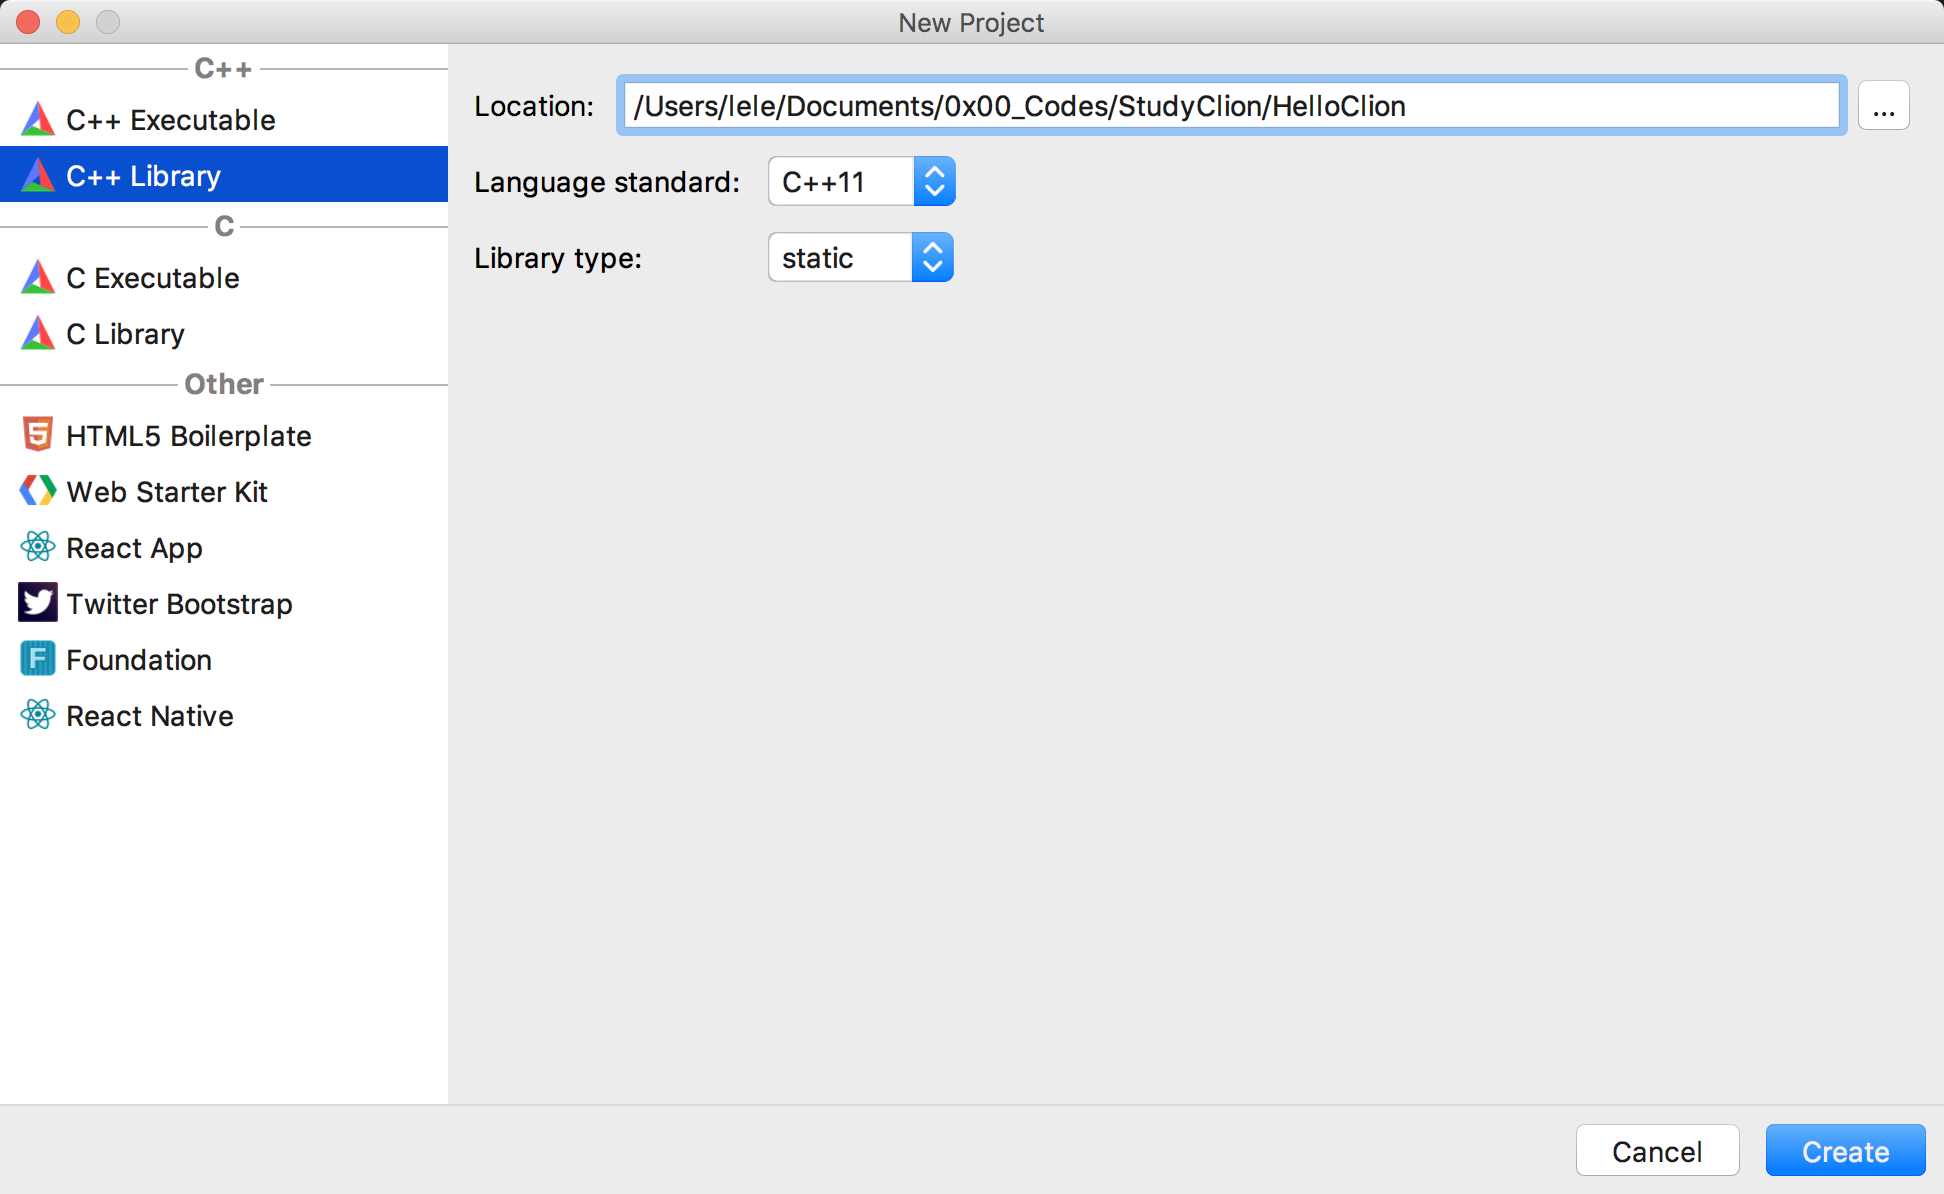 New Project
C++
C++ Executable
C++ Library
C
C Executable
C Library
Other
HTML5 Boilerplate
Web Starter Kit
React App
Twitter Bootstrap
Foundation
React Native
Location: /Users/lele/Documents/0x00_Codes/StudyClion/HelloClion ...
Language standard: C++11
Library type: static
Cancel Create